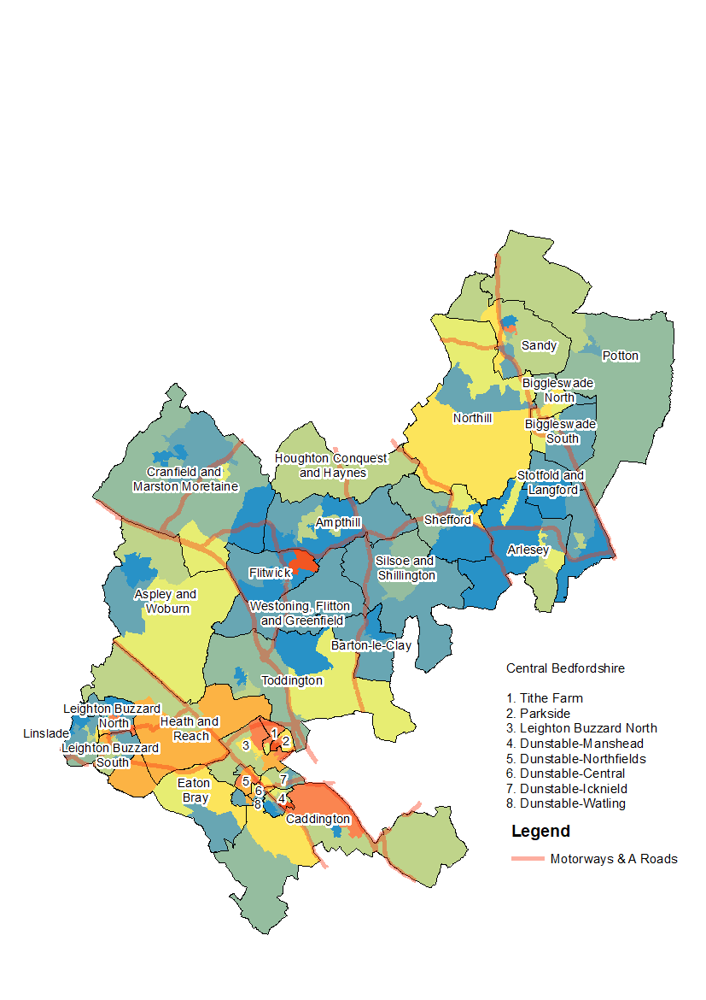 Sandy
Potton
Biggleswade
North
Northill
Biggleswade
South
Houghton Conquest
and Haynes
Cranfield and
Marston Moretaine
Stotfold and
Langford
Ampthill
Shefford
Arlesey
Flitwick
Silsoe and
Shillington
Aspley and
Woburn
Westoning, Flitton
and Greenfield
Barton-le-Clay
Toddington
Leighton Buzzard
North
Heath and
Reach
Linslade
Leighton Buzzard
South
1
2
3
Eaton
Bray
5
7
6
4
8
Caddington
Central Bedfordshire
1. Tithe Farm
2. Parkside
3. Leighton Buzzard North
4. Dunstable-Manshead
5. Dunstable-Northfields
6. Dunstable-Central
7. Dunstable-Icknield
8. Dunstable-Watling
Legend
Motorways & A Roads